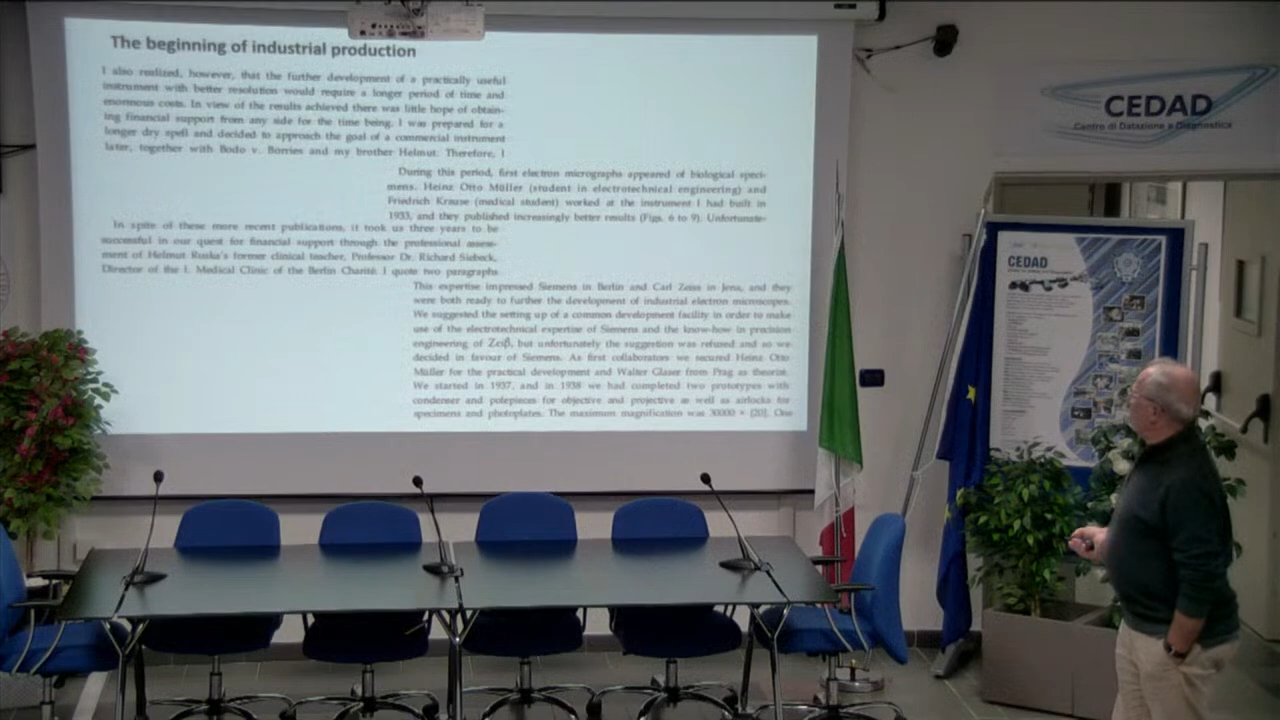 The beginning of industrial production
I also realized, however, that the further development of a practically useful
instrument with better resolution would require a longer period of time and
enormous costs. In view of the results achieved there was little hope of obtain-
ing financial support from any side for the time being. I was prepared for a
longer dry spell and decided to approach the goal of a commercial instrument
later, together with Bodo v. Borries and my brother Helmut. Therefore, I
During this period, first electron micrographs appeared of biological speci-
mens. Heinz Otto Müller (student in electrotechnical engineering) and
Friedrich Krause (medical student) worked at the instrument I had built in
1933, and they published increasingly better results (Figs. 6 to 9). Unfortunate-
In spite of these more recent publications, it took us three years to be
successful in our quest for financial support through the professional assess-
ment of Helmut Ruska's former clinical teacher, Professor Dr. Richard Siebeck,
Director of the I. Medical Clinic of the Berlin Charité. I quote two paragraphs
This expertise impressed Siemens in Berlin and Carl Zeiss in Jena, and they
were both ready to further the development of industrial electron microscopes.
We suggested the setting up of a common development facility in order to make
use of the electrotechnical expertise of Siemens and the know-how in precision
engineering of Zeiß, but unfortunately the suggestion was refused and so we
decided in favour of Siemens. As first collaborators we secured Heinz Otto
Müller for the practical development and Walter Glaser from Prag as theorist.
We started in 1937, and in 1938 we had completed two prototypes with
condenser and polepieces for objective and projective as well as airlocks for
specimens and photoplates. The maximum magnification was 30000 × [20]. One
CEDAD
Centro di Datazione e Diagnostica
CEDAD